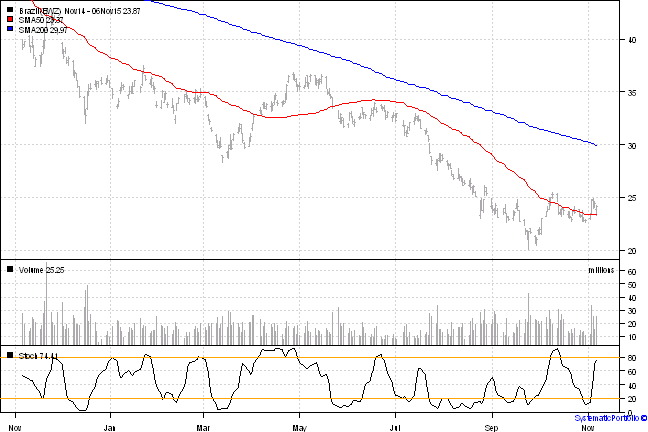 Brazil(EWZ) Nov14 - 06Nov15 23.87
SMA50 23.37
SMA200 29.97
40
35
30
25
20
Volume 25.25
millions
60
50
40
30
20
10
Stoch 74.41
80
60
40
20
0
Nov Jan Mar May Jul Sep Nov
SystematicPortfolio ©